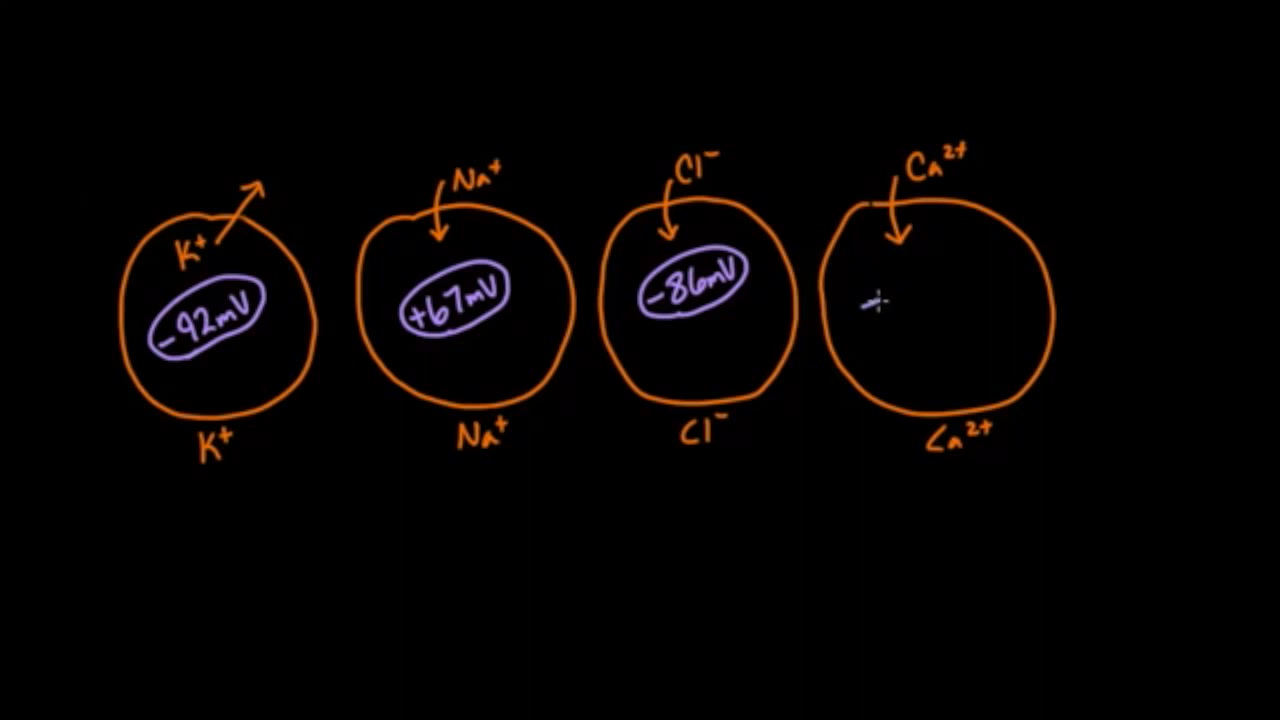 K⁺
-92mV
K⁺
Na⁺
+67mV
Na⁺
Cl⁻
-86mV
Cl⁻
Ca²⁺
Ca²⁺